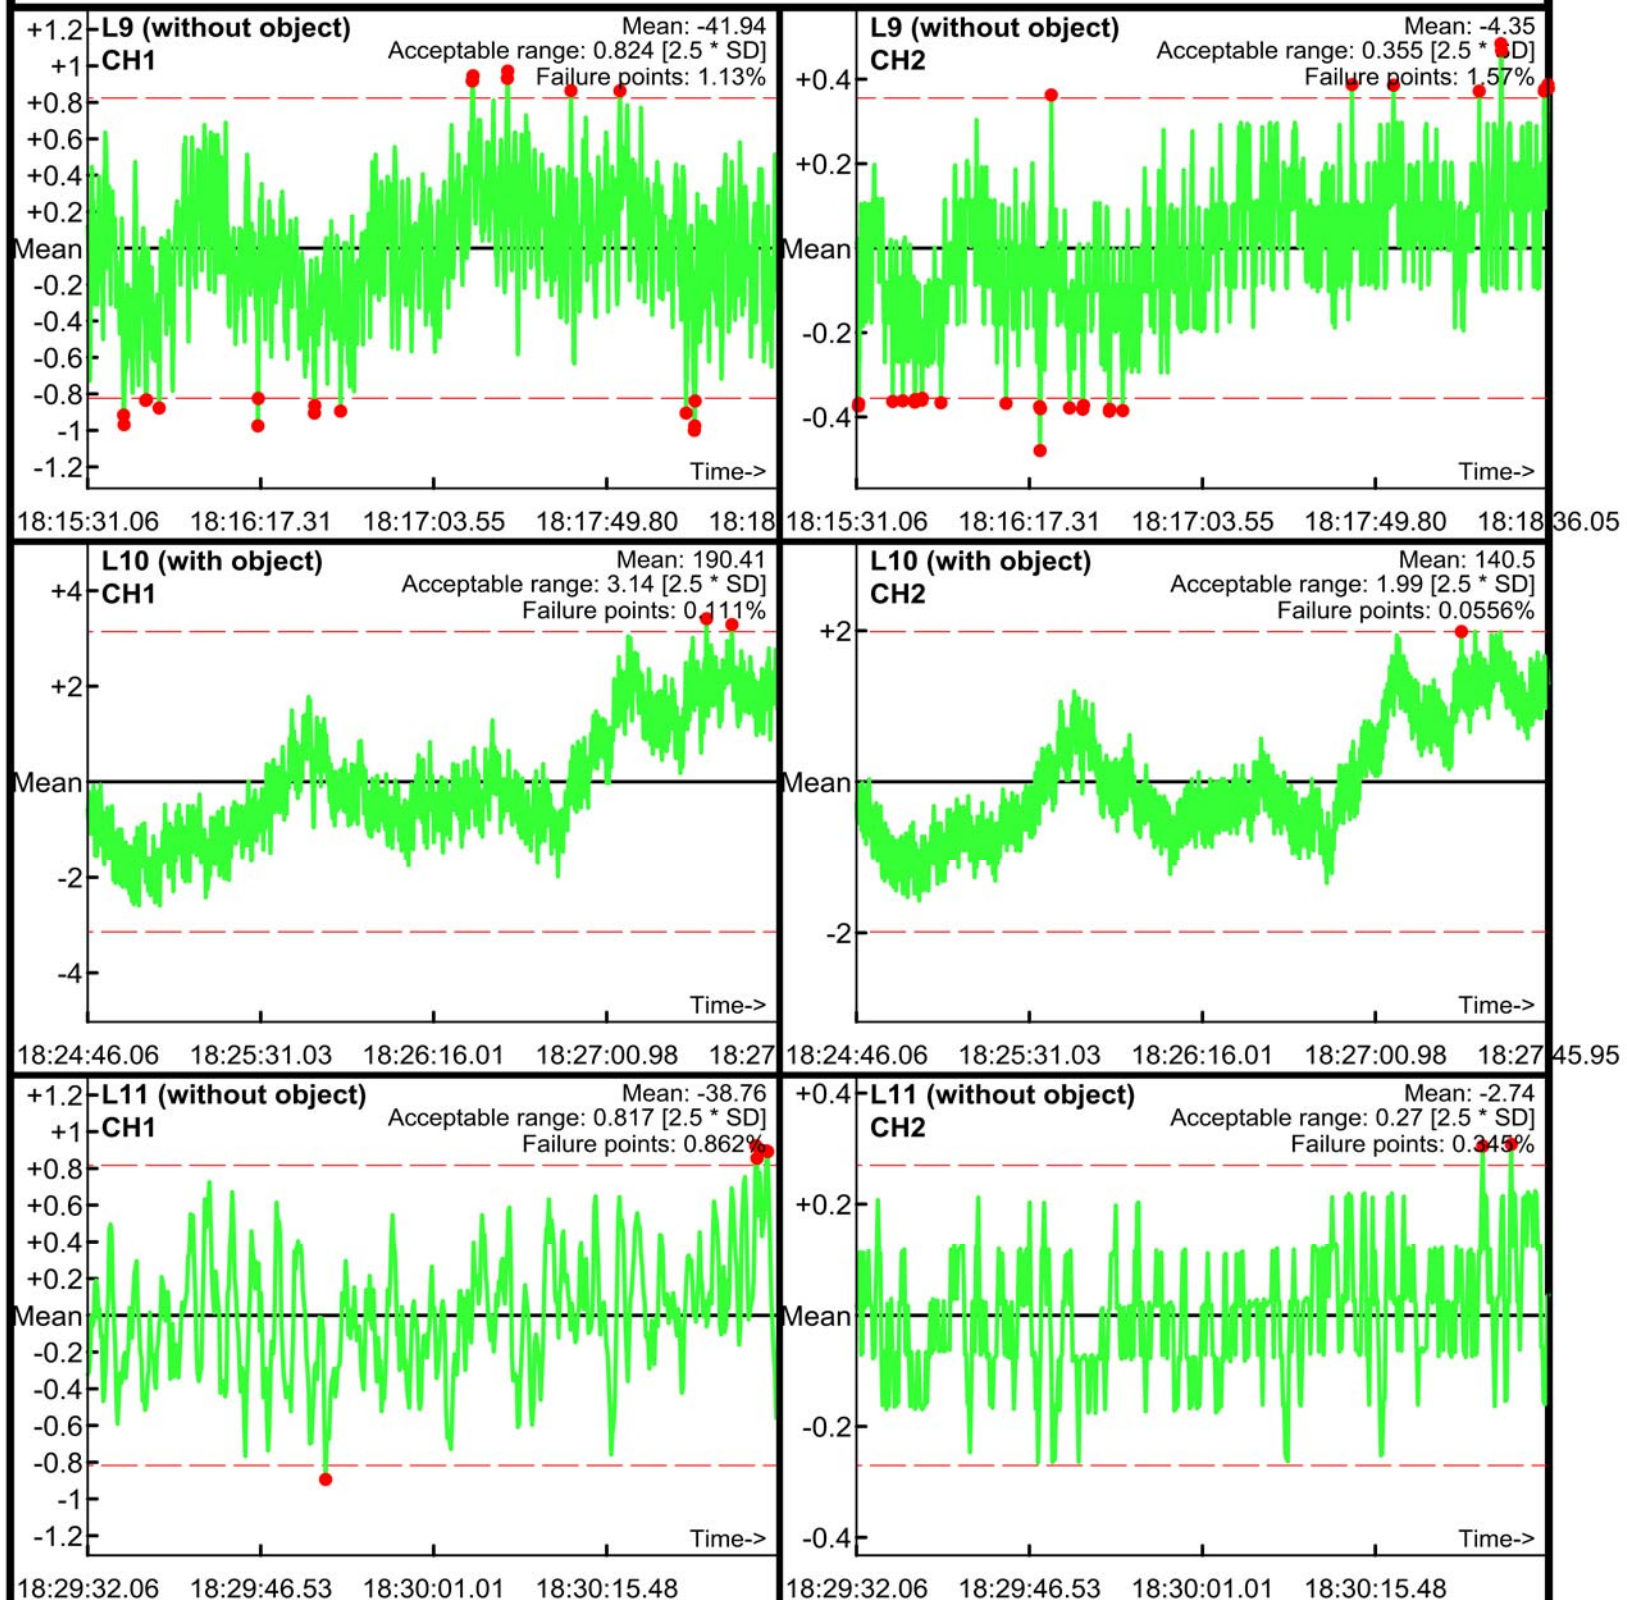 L9 (without object)
CH1
Mean: -41.94
Acceptable range: 0.824 [2.5 * SD]
Failure points: 1.13%
+1.2
+1
+0.8
+0.6
+0.4
+0.2
Mean
-0.2
-0.4
-0.6
-0.8
-1
-1.2
Time->
18:15:31.06 18:16:17.31 18:17:03.55 18:17:49.80 18:18
L9 (without object)
CH2
Mean: -4.35
Acceptable range: 0.355 [2.5 * SD]
Failure points: 1.57%
+0.4
+0.2
Mean
-0.2
-0.4
Time->
18:15:31.06 18:16:17.31 18:17:03.55 18:17:49.80 18:18:36.05
L10 (with object)
CH1
Mean: 190.41
Acceptable range: 3.14 [2.5 * SD]
Failure points: 0.111%
+4
+2
Mean
-2
-4
Time->
18:24:46.06 18:25:31.03 18:26:16.01 18:27:00.98 18:27
L10 (with object)
CH2
Mean: 140.5
Acceptable range: 1.99 [2.5 * SD]
Failure points: 0.0556%
+2
Mean
-2
Time->
18:24:46.06 18:25:31.03 18:26:16.01 18:27:00.98 18:27:45.95
L11 (without object)
CH1
Mean: -38.76
Acceptable range: 0.817 [2.5 * SD]
Failure points: 0.862%
+1.2
+1
+0.8
+0.6
+0.4
+0.2
Mean
-0.2
-0.4
-0.6
-0.8
-1
-1.2
Time->
18:29:32.06 18:29:46.53 18:30:01.01 18:30:15.48
L11 (without object)
CH2
Mean: -2.74
Acceptable range: 0.27 [2.5 * SD]
Failure points: 0.345%
+0.4
+0.2
Mean
-0.2
-0.4
Time->
18:29:32.06 18:29:46.53 18:30:01.01 18:30:15.48